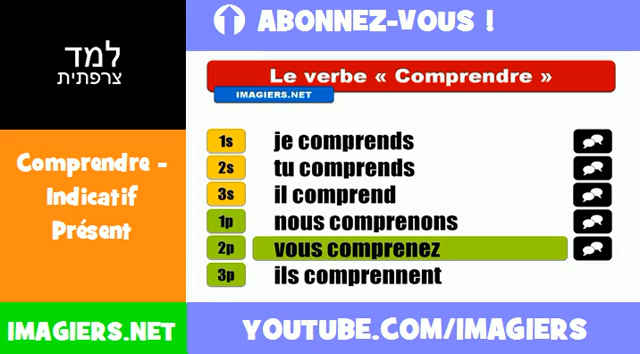 למד
צרפתית
Comprendre -
Indicatif
Présent
IMAGIERS.NET
ABONNEZ-VOUS !
Le verbe « Comprendre »
IMAGIERS.NET
1s je comprends
2s tu comprends
3s il comprend
1p nous comprenons
2p vous comprenez
3p ils comprennent
YOUTUBE.COM/IMAGIERS